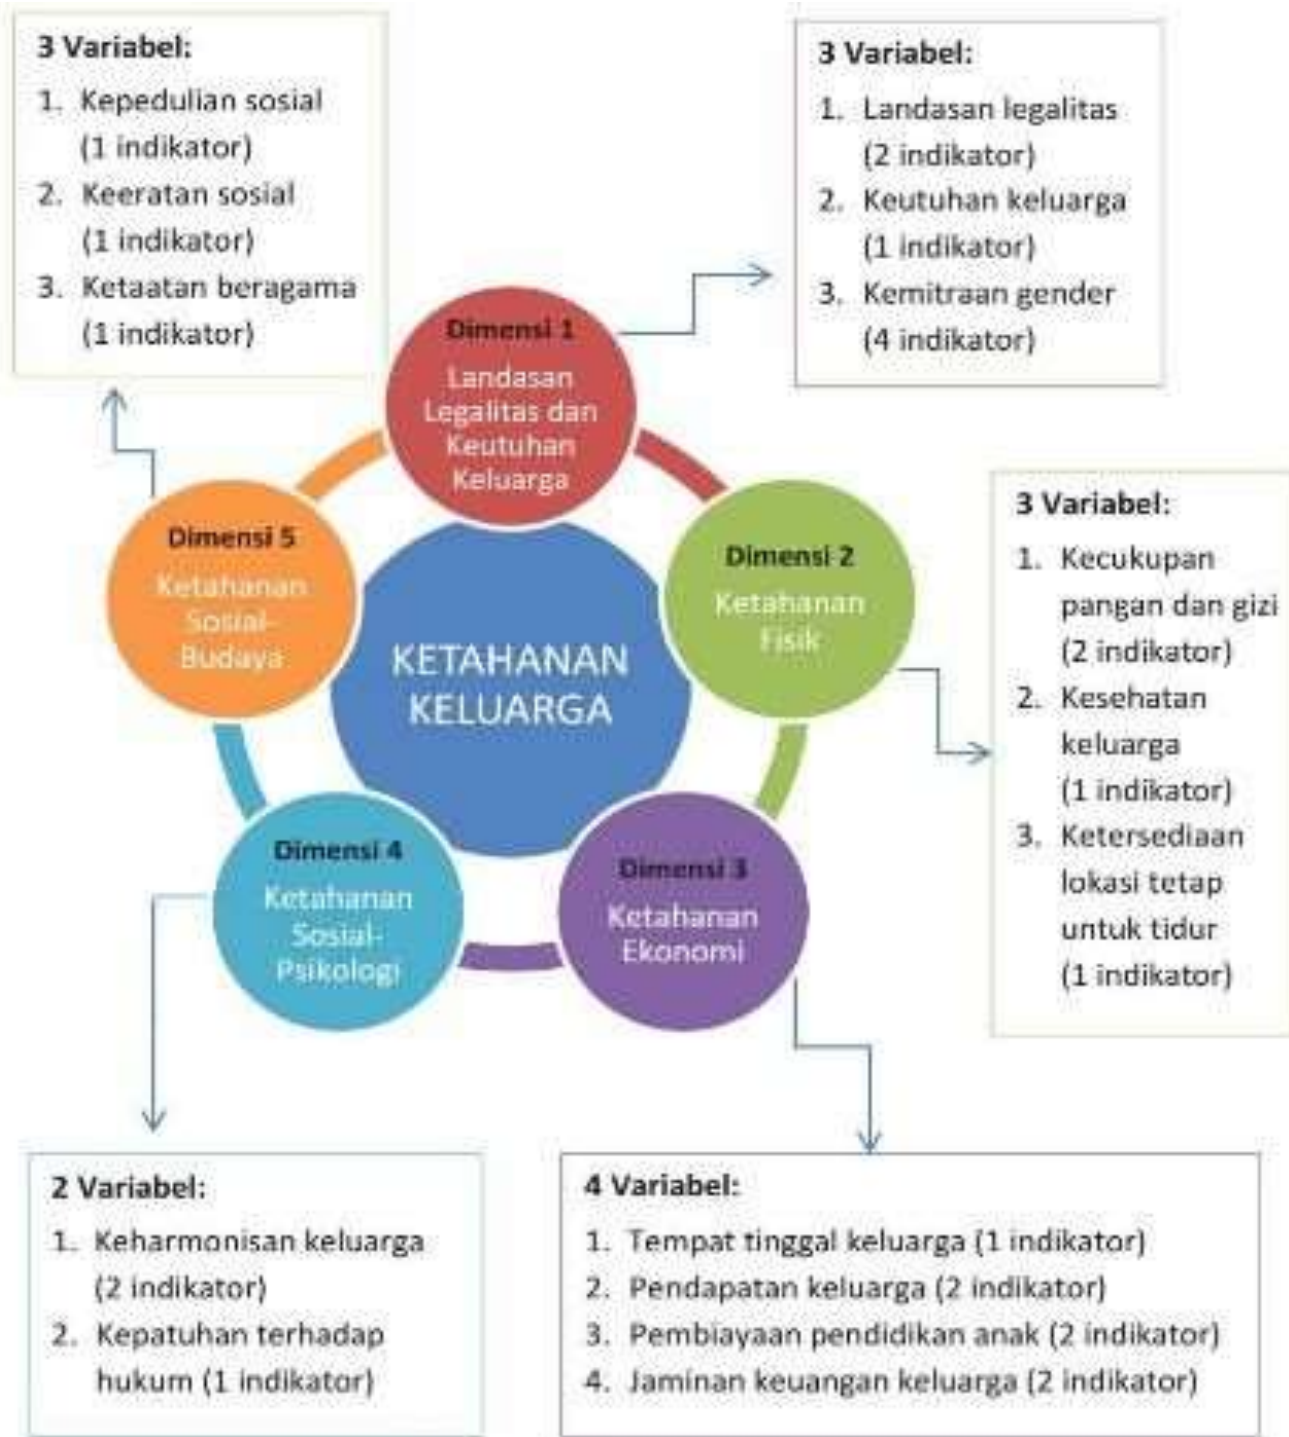 3 Variabel:
1. Kepedulian sosial
(1 indikator)
2. Keeratan sosial
(1 indikator)
3. Ketaatan beragama
(1 indikator)
3 Variabel:
1. Landasan legalitas
(2 indikator)
2. Keutuhan keluarga
(1 indikator)
3. Kemitraan gender
(4 indikator)
Dimensi 1
Landasan
Legalitas dan
Keutuhan
Keluarga
Dimensi 5
Ketahanan
Sosial-
Budaya
KETAHANAN
KELUARGA
Dimensi 2
Ketahanan
Fisik
3 Variabel:
1. Kecukupan
pangan dan gizi
(2 indikator)
2. Kesehatan
keluarga
(1 indikator)
3. Ketersediaan
lokasi tetap
untuk tidur
(1 indikator)
Dimensi 4
Ketahanan
Sosial-
Psikologi
Dimensi 3
Ketahanan
Ekonomi
2 Variabel:
1. Keharmonisan keluarga
(2 indikator)
2. Kepatuhan terhadap
hukum (1 indikator)
4 Variabel:
1. Tempat tinggal keluarga (1 indikator)
2. Pendapatan keluarga (2 indikator)
3. Pembiayaan pendidikan anak (2 indikator)
4. Jaminan keuangan keluarga (2 indikator)